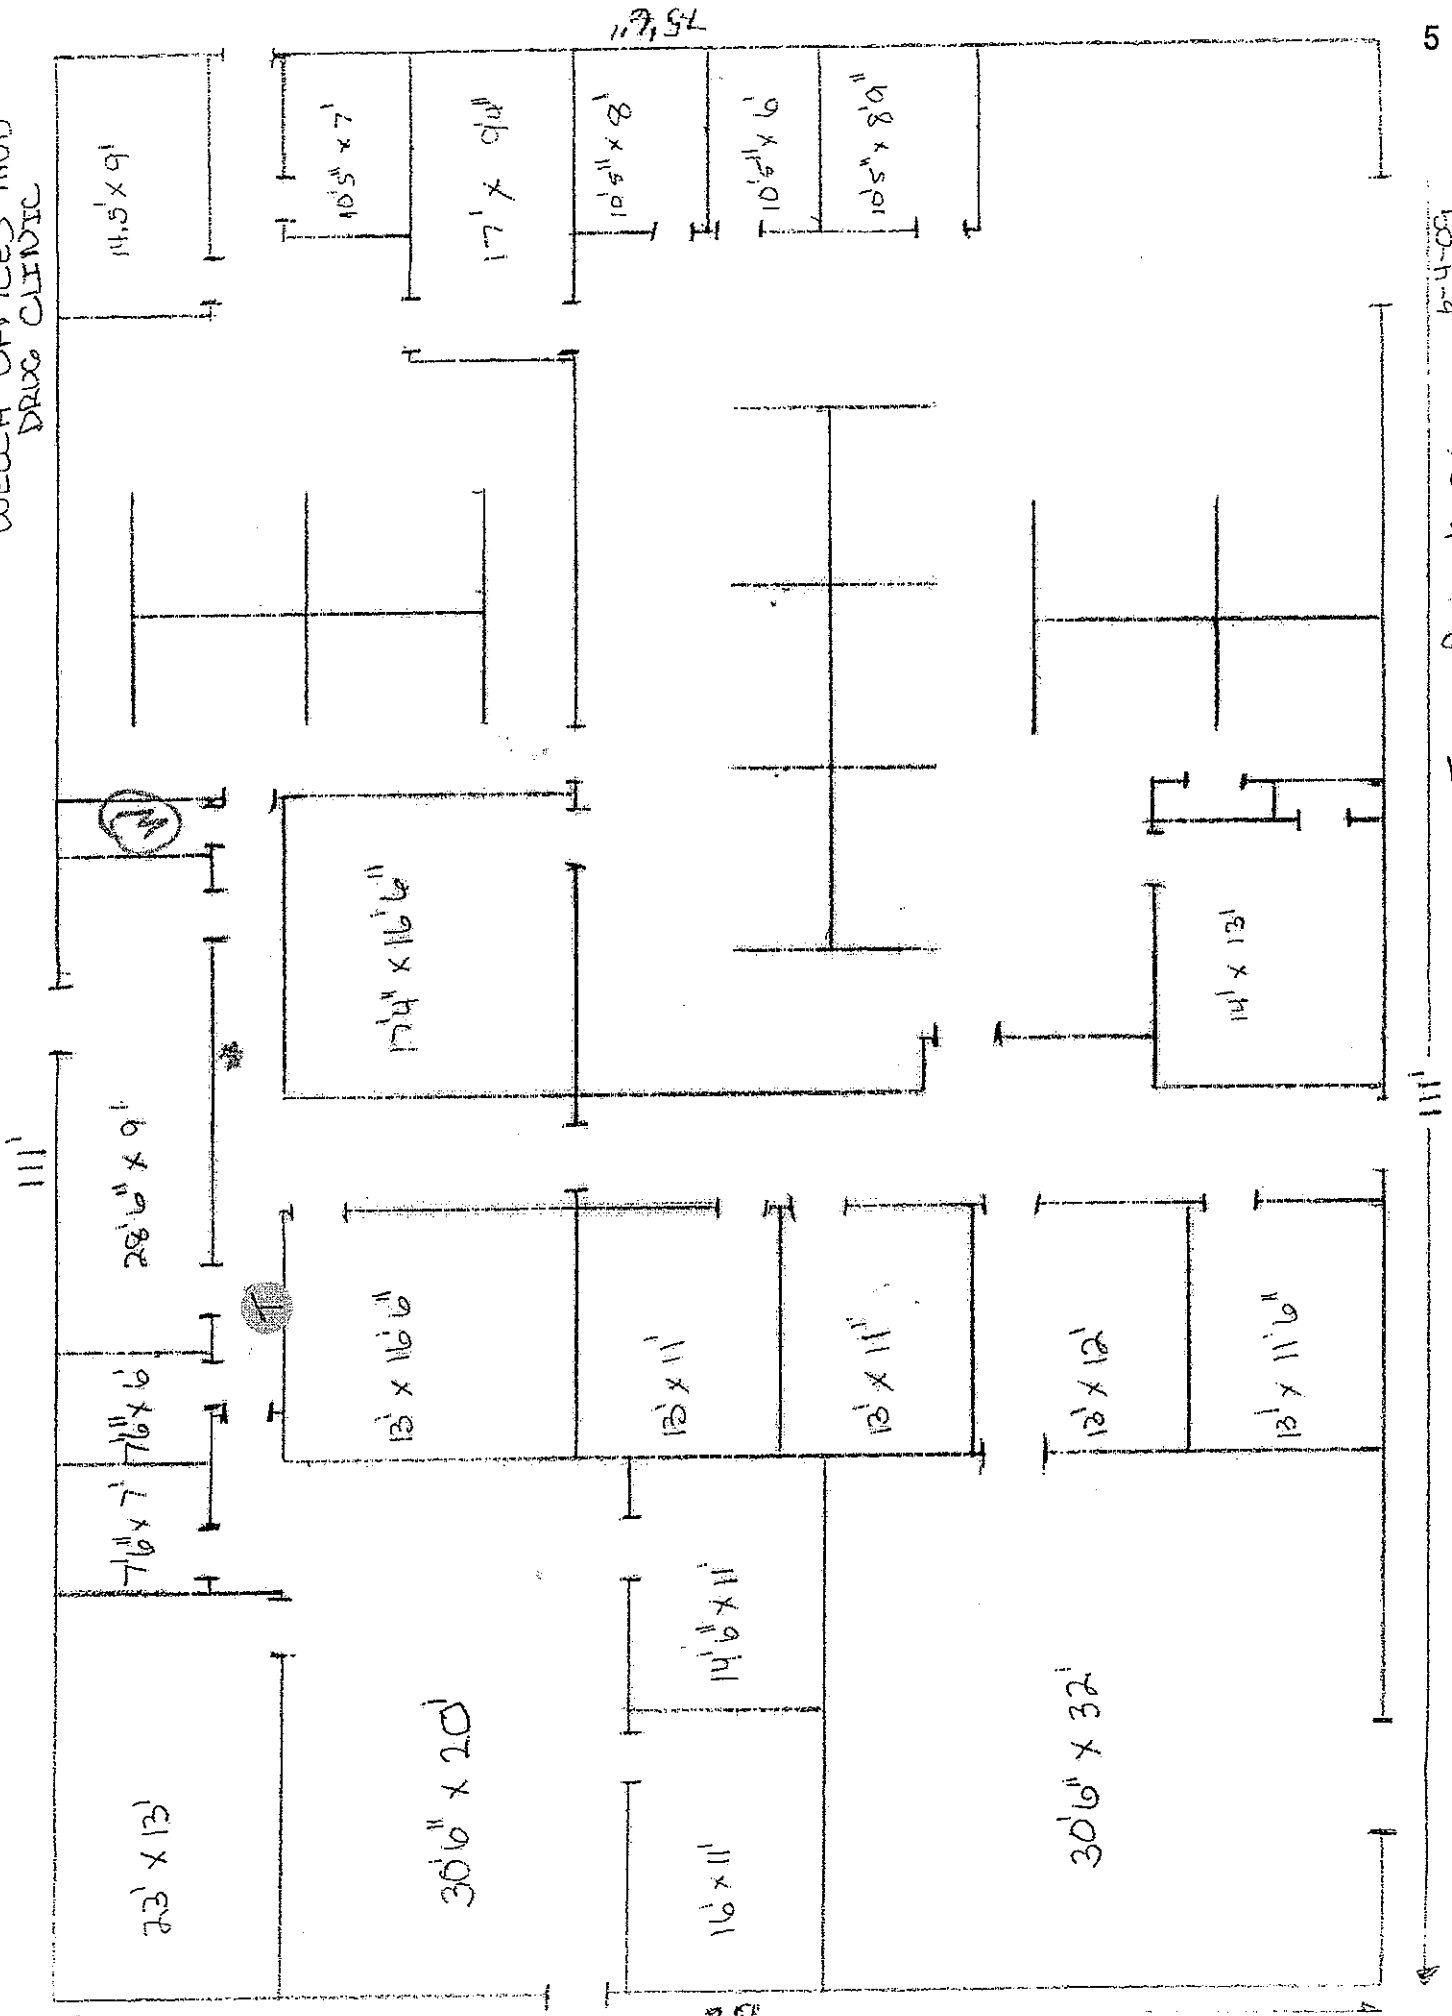 5
DRUG CLINIC
75'6"
111'
14.5' x 9'
10'5" x 7'
17' x 9'4"
10'5" x 8'
10'5" x 6'
10'5" x 8'9"
M
17'4" x 16'6"
14' x 13'
28'6" x 9'
T
7'6" x 6'
7'6" x 7'
13' x 16'6"
13' x 11'
13' x 11'
13' x 12'
13' x 11'6"
23' x 13'
30'6" x 20'
14'6" x 11'
16' x 11'
30'6" x 32'
111'